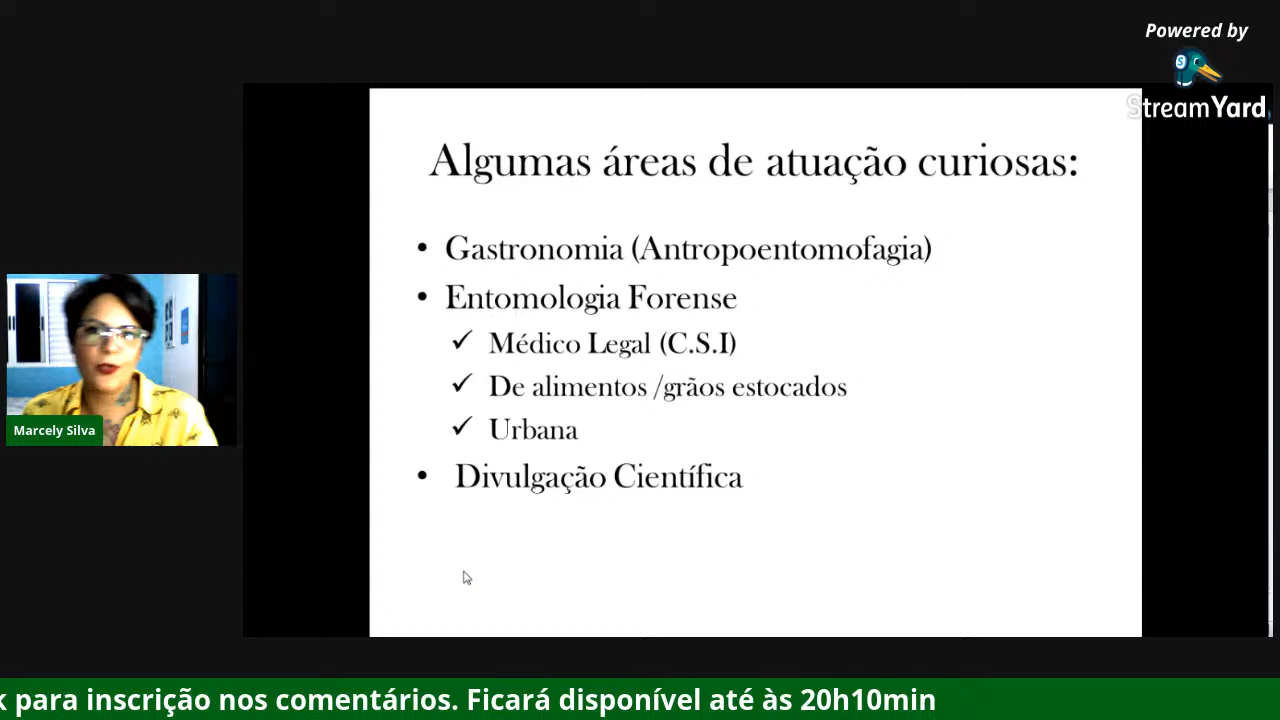 Powered by
StreamYard
Algumas áreas de atuação curiosas:
• Gastronomia (Antropoentomofagia)
• Entomologia Forense
✓ Médico Legal (C.S.I)
✓ De alimentos /grãos estocados
✓ Urbana
• Divulgação Científica
Marcely Silva
para inscrição nos comentários. Ficará disponível até às 20h10min